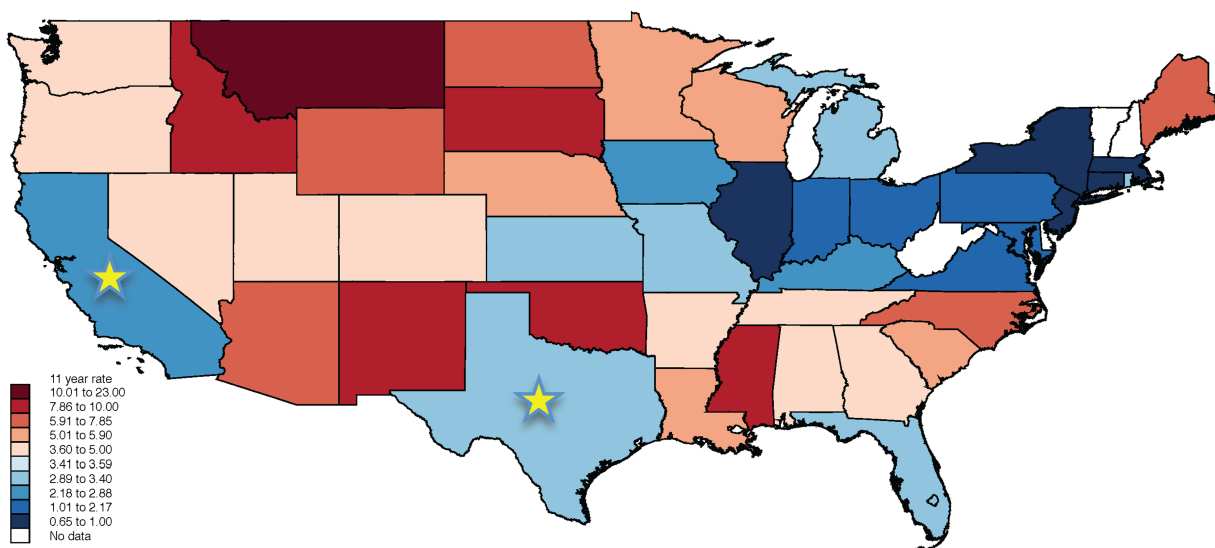 11 year rate
10.01 to 23.00
7.86 to 10.00
5.91 to 7.85
5.01 to 5.90
3.60 to 5.00
3.41 to 3.59
2.89 to 3.40
2.18 to 2.88
1.01 to 2.17
0.65 to 1.00
No data